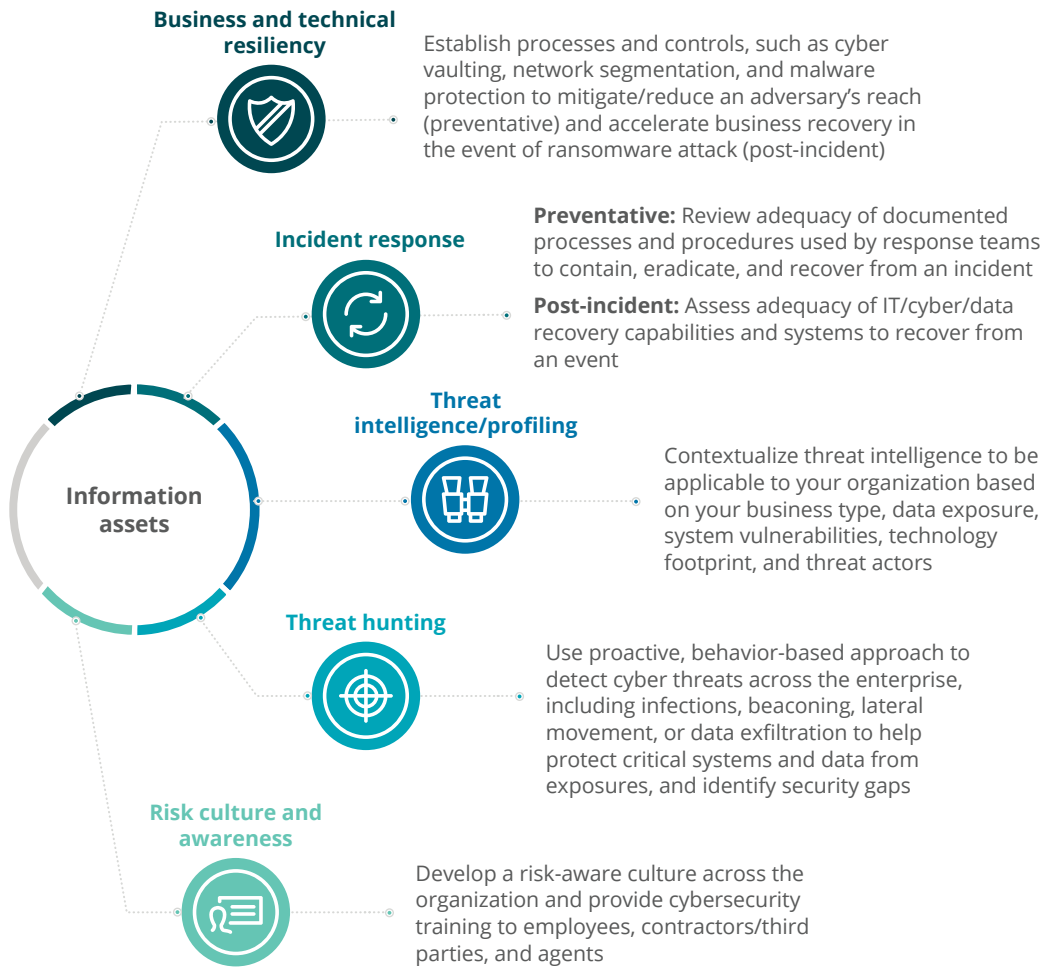 Business and technical
resiliency
Establish processes and controls, such as cyber
vaulting, network segmentation, and malware
protection to mitigate/reduce an adversary’s reach
(preventative) and accelerate business recovery in
the event of ransomware attack (post-incident)
Incident response
Preventative: Review adequacy of documented
processes and procedures used by response teams
to contain, eradicate, and recover from an incident
Post-incident: Assess adequacy of IT/cyber/data
recovery capabilities and systems to recover from
an event
Information
assets
Threat
intelligence/profiling
Contextualize threat intelligence to be
applicable to your organization based
on your business type, data exposure,
system vulnerabilities, technology
footprint, and threat actors
Threat hunting
Use proactive, behavior-based approach to
detect cyber threats across the enterprise,
including infections, beaconing, lateral
movement, or data exfiltration to help
protect critical systems and data from
exposures, and identify security gaps
Risk culture and
awareness
Develop a risk-aware culture across the
organization and provide cybersecurity
training to employees, contractors/third
parties, and agents